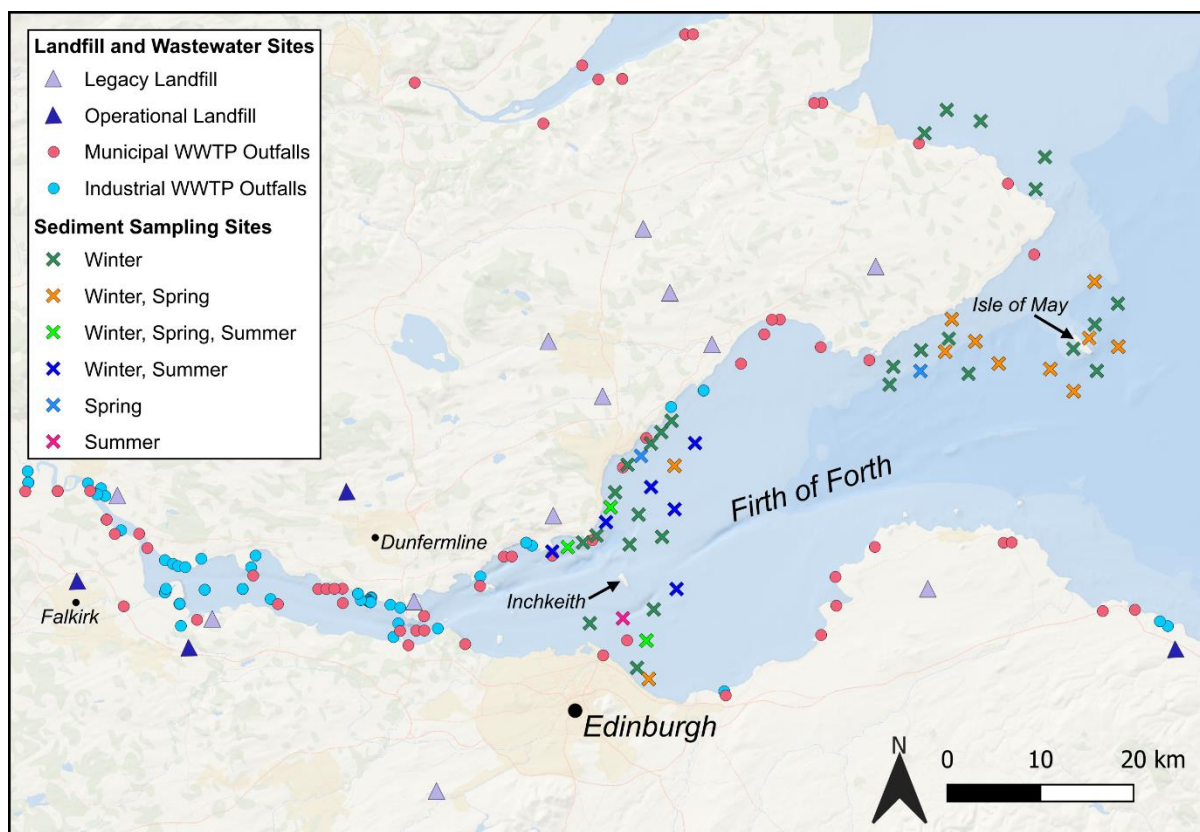 Landfill and Wastewater Sites
Legacy Landfill
Operational Landfill
Municipal WWTP Outfalls
Industrial WWTP Outfalls
Sediment Sampling Sites
Winter
Winter, Spring
Winter, Spring, Summer
Winter, Summer
Spring
Summer
Isle of May
Firth of Forth
Dunfermline
Inchkeith
Falkirk
Edinburgh
N
0 10 20 km